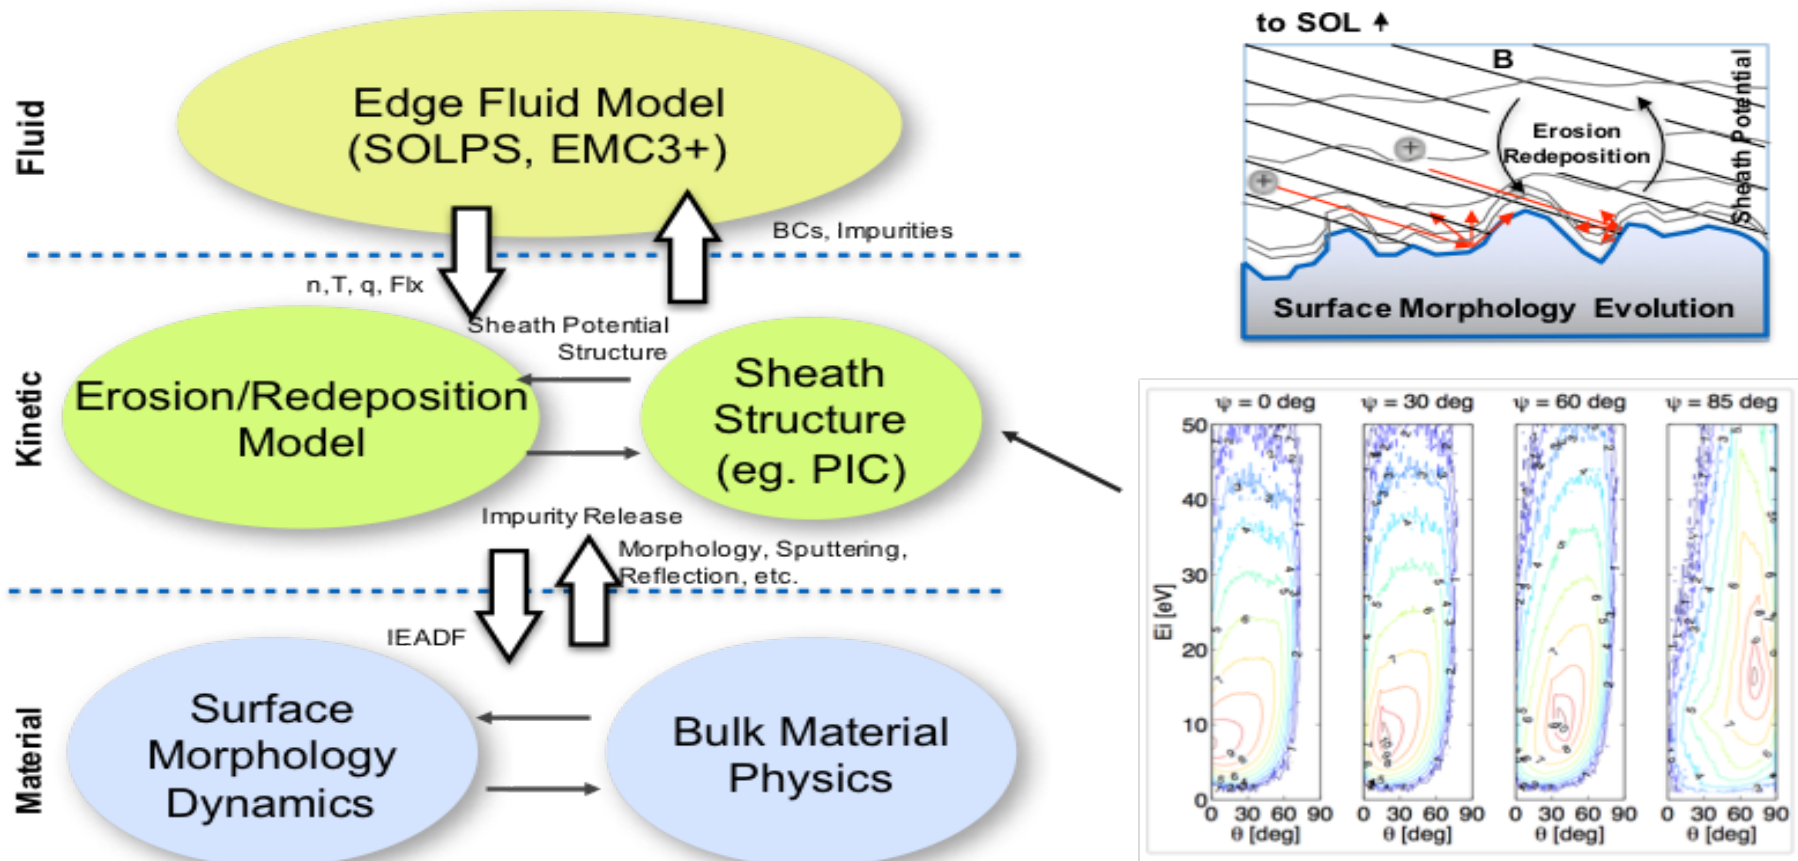 Fluid
Edge Fluid Model
(SOLPS, EMC3+)
BCs, Impurities
n,T, q, Flx
Kinetic
Sheath Potential
Structure
Erosion/Redeposition
Model
Sheath
Structure
(eg. PIC)
Impurity Release
Morphology, Sputtering,
Reflection, etc.
IEADF
Material
Surface
Morphology
Dynamics
Bulk Material
Physics
to SOL
B
Erosion
Redeposition
Sheath Potential
+
+
Surface Morphology Evolution
ψ = 0 deg
ψ = 30 deg
ψ = 60 deg
ψ = 85 deg
50
40
30
20
10
0
Ei [eV]
0 30 60 90
0 30 60 90
0 30 60 90
0 30 60 90
θ [deg]
θ [deg]
θ [deg]
θ [deg]